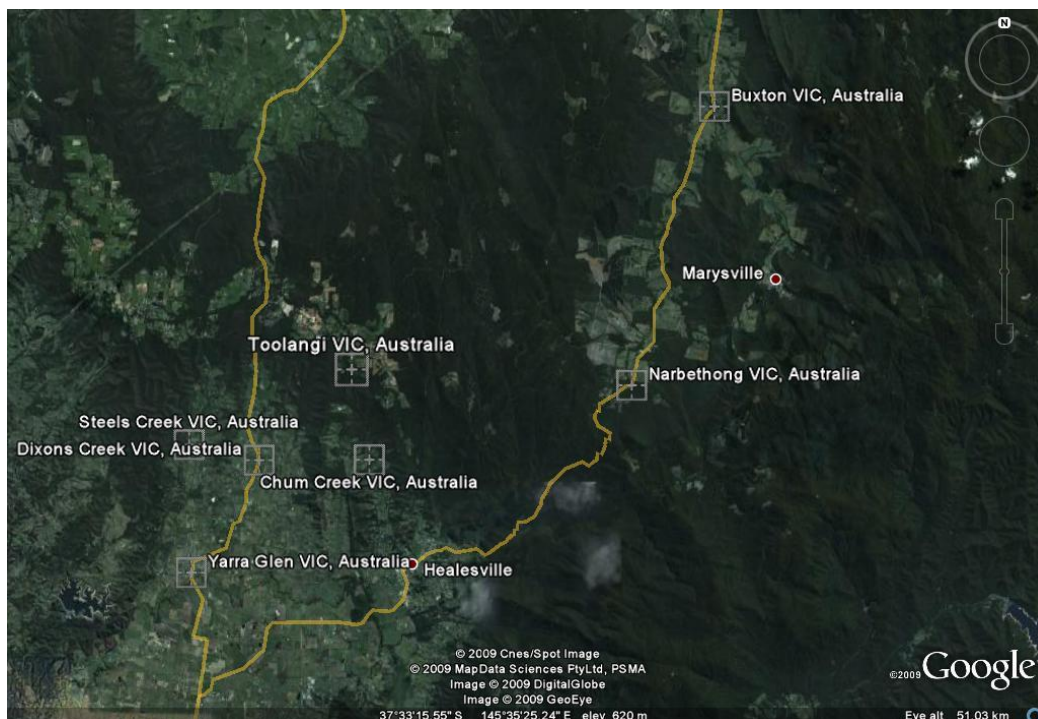 N
Buxton VIC, Australia
Marysville
Toolangi VIC, Australia
Narbethong VIC, Australia
Steels Creek VIC, Australia
Dixons Creek VIC, Australia
Chum Creek VIC, Australia
Yarra Glen VIC, Australia
Healesville
© 2009 Cnes/Spot Image
© 2009 MapData Sciences PtyLtd, PSMA
Image © 2009 DigitalGlobe
Image © 2009 GeoEye
©2009 Google
37°33'15.55" S 145°35'25.24" E elev 620 m
Eye alt 51.03 km